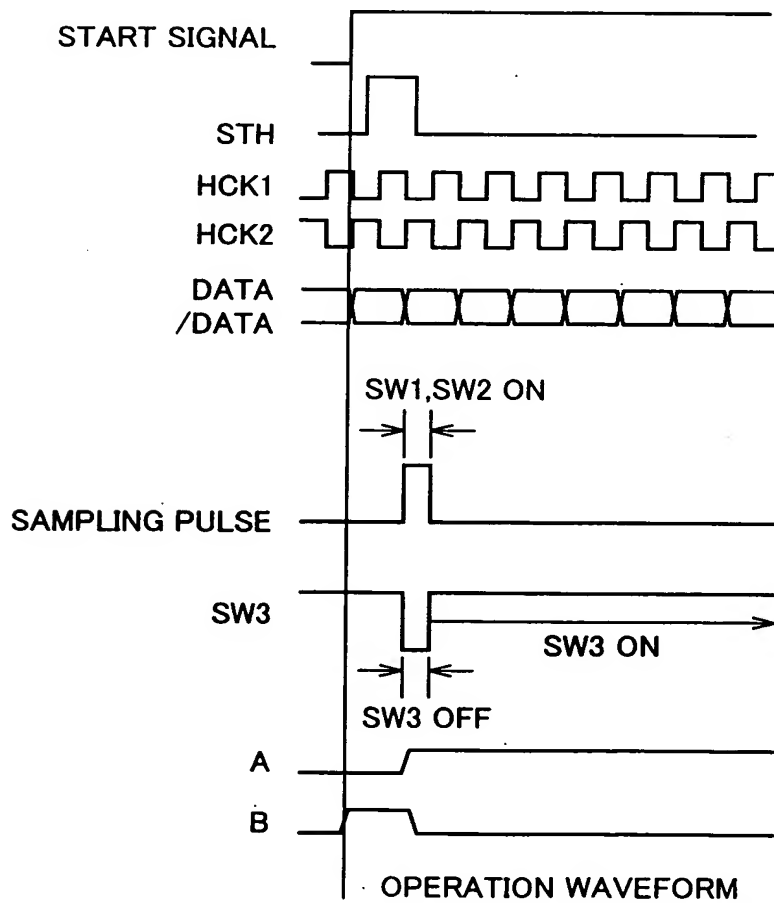 START SIGNAL
STH
HCK1
HCK2
DATA
/DATA
SW1,SW2 ON
SAMPLING PULSE
SW3
SW3 ON
SW3 OFF
A
B
OPERATION WAVEFORM